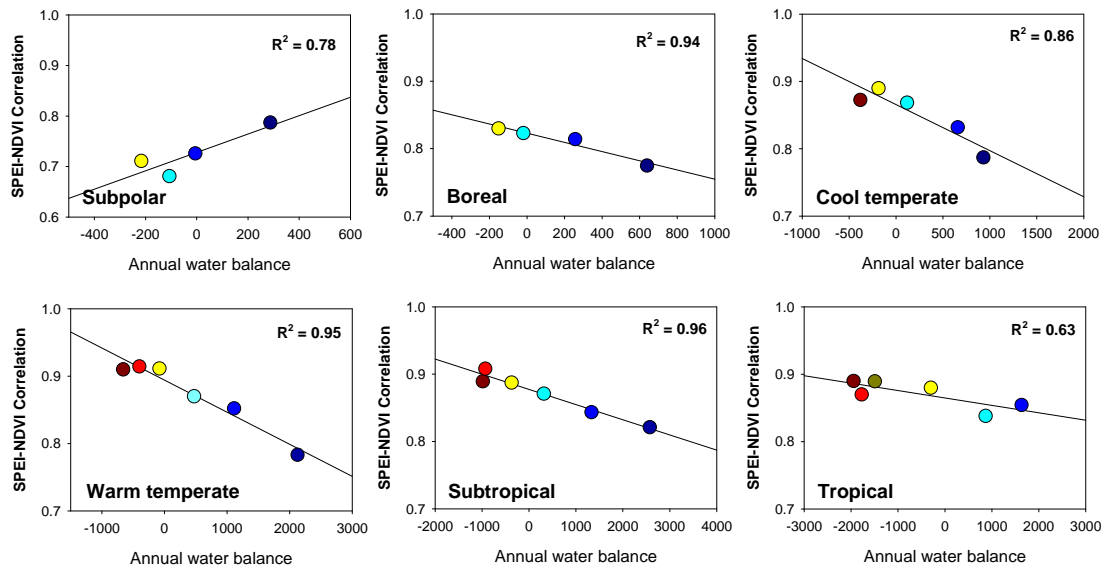 1.0
R² = 0.78
0.9
0.8
0.7
0.6
SPEI-NDVI Correlation
Subpolar
-400 -200 0 200 400 600
Annual water balance
1.0
R² = 0.94
0.9
0.8
0.7
SPEI-NDVI Correlation
Boreal
-400 -200 0 200 400 600 800 1000
Annual water balance
1.0
R² = 0.86
0.9
0.8
0.7
SPEI-NDVI Correlation
Cool temperate
-1000 -500 0 500 1000 1500 2000
Annual water balance
1.0
R² = 0.95
0.9
0.8
0.7
SPEI-NDVI Correlation
Warm temperate
-1000 0 1000 2000 3000
Annual water balance
1.0
R² = 0.96
0.9
0.8
0.7
SPEI-NDVI Correlation
Subtropical
-2000 -1000 0 1000 2000 3000 4000
Annual water balance
1.0
R² = 0.63
0.9
0.8
0.7
SPEI-NDVI Correlation
Tropical
-3000 -2000 -1000 0 1000 2000 3000
Annual water balance